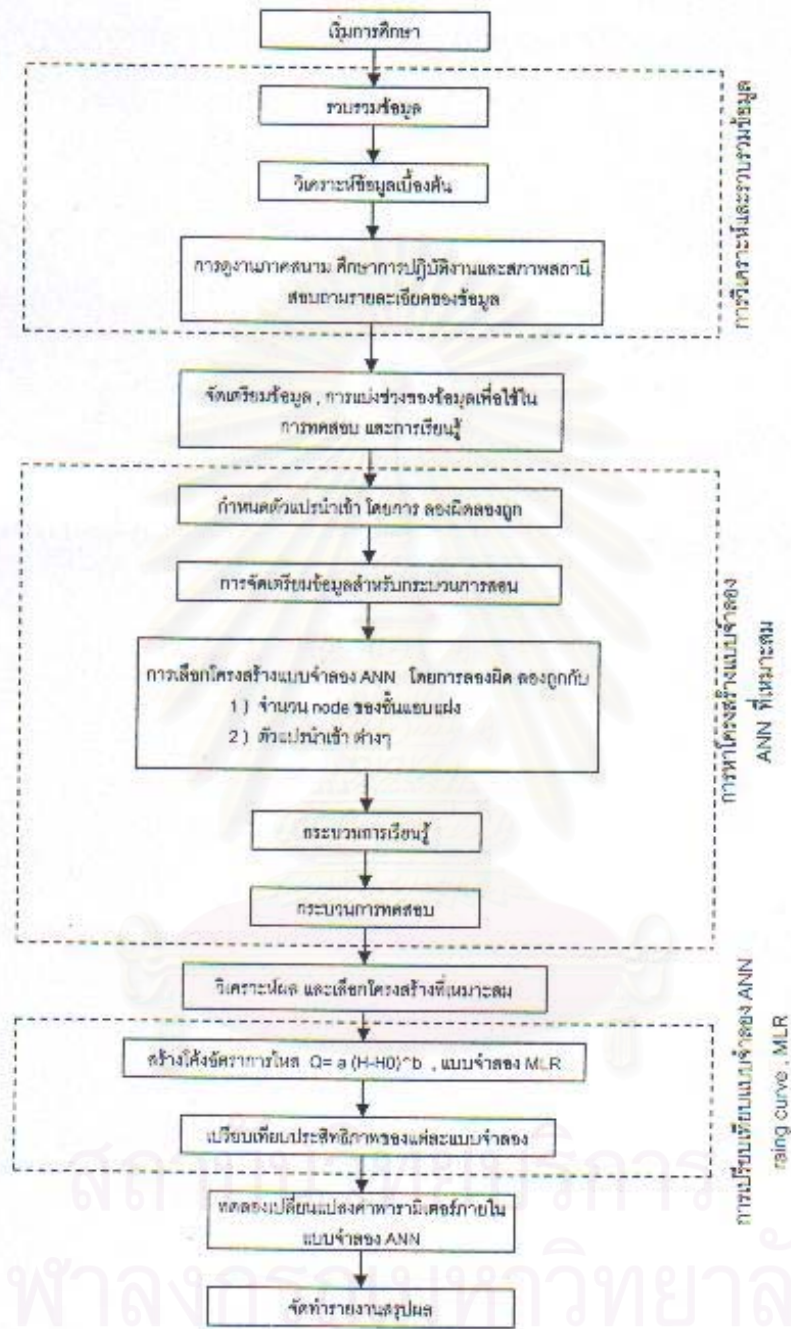 เริ่มการศึกษา
รวบรวมข้อมูล
วิเคราะห์ข้อมูลเบื้องต้น
การดูงานภาคสนาม ศึกษาการปฏิบัติงานและสภาพสถานี
สอบถามรายละเอียดของข้อมูล
การวิเคราะห์และรวบรวมข้อมูล
จัดเตรียมข้อมูล , การแบ่งช่วงของข้อมูลเพื่อใช้ใน
การทดสอบ และการเรียนรู้
กำหนดตัวแปรนำเข้า โดยการ ลองผิดลองถูก
การจัดเตรียมข้อมูลสำหรับกระบวนการสอน
การเลือกโครงสร้างแบบจำลอง ANN โดยการลองผิด ลองถูกกับ
1 ) จำนวน node ของชั้นแอบแฝง
2 ) ตัวแปรนำเข้า ต่างๆ
กระบวนการเรียนรู้
กระบวนการทดสอบ
การหาโครงสร้างแบบจำลอง
ANN ที่เหมาะสม
วิเคราะห์ผล และเลือกโครงสร้างที่เหมาะสม
สร้างโค้งอัตราการไหล Q= a (H-H0)^b , แบบจำลอง MLR
เปรียบเทียบประสิทธิภาพของแต่ละแบบจำลอง
การเปรียบเทียบแบบจำลอง ANN
raing curve , MLR
ทดลองเปลี่ยนแปลงค่าพารามิเตอร์ภายใน
แบบจำลอง ANN
จัดทำรายงานสรุปผล
สถาบันวิทยบริการ
ฬาลงกรณ์มหาวิทยาลั